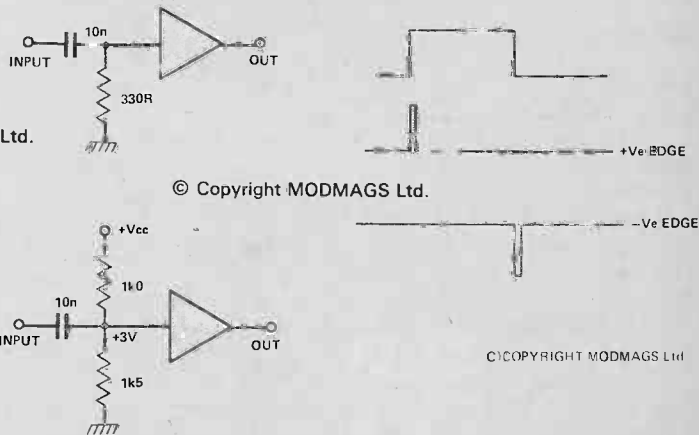 10n
INPUT
OUT
330R
Ltd.
+Ve EDGE
© Copyright MODMAGS Ltd.
+Vcc
−Ve EDGE
1k0
10n
INPUT
+3V
OUT
1k5
C)COPYRIGHT MODMAGS Ltd